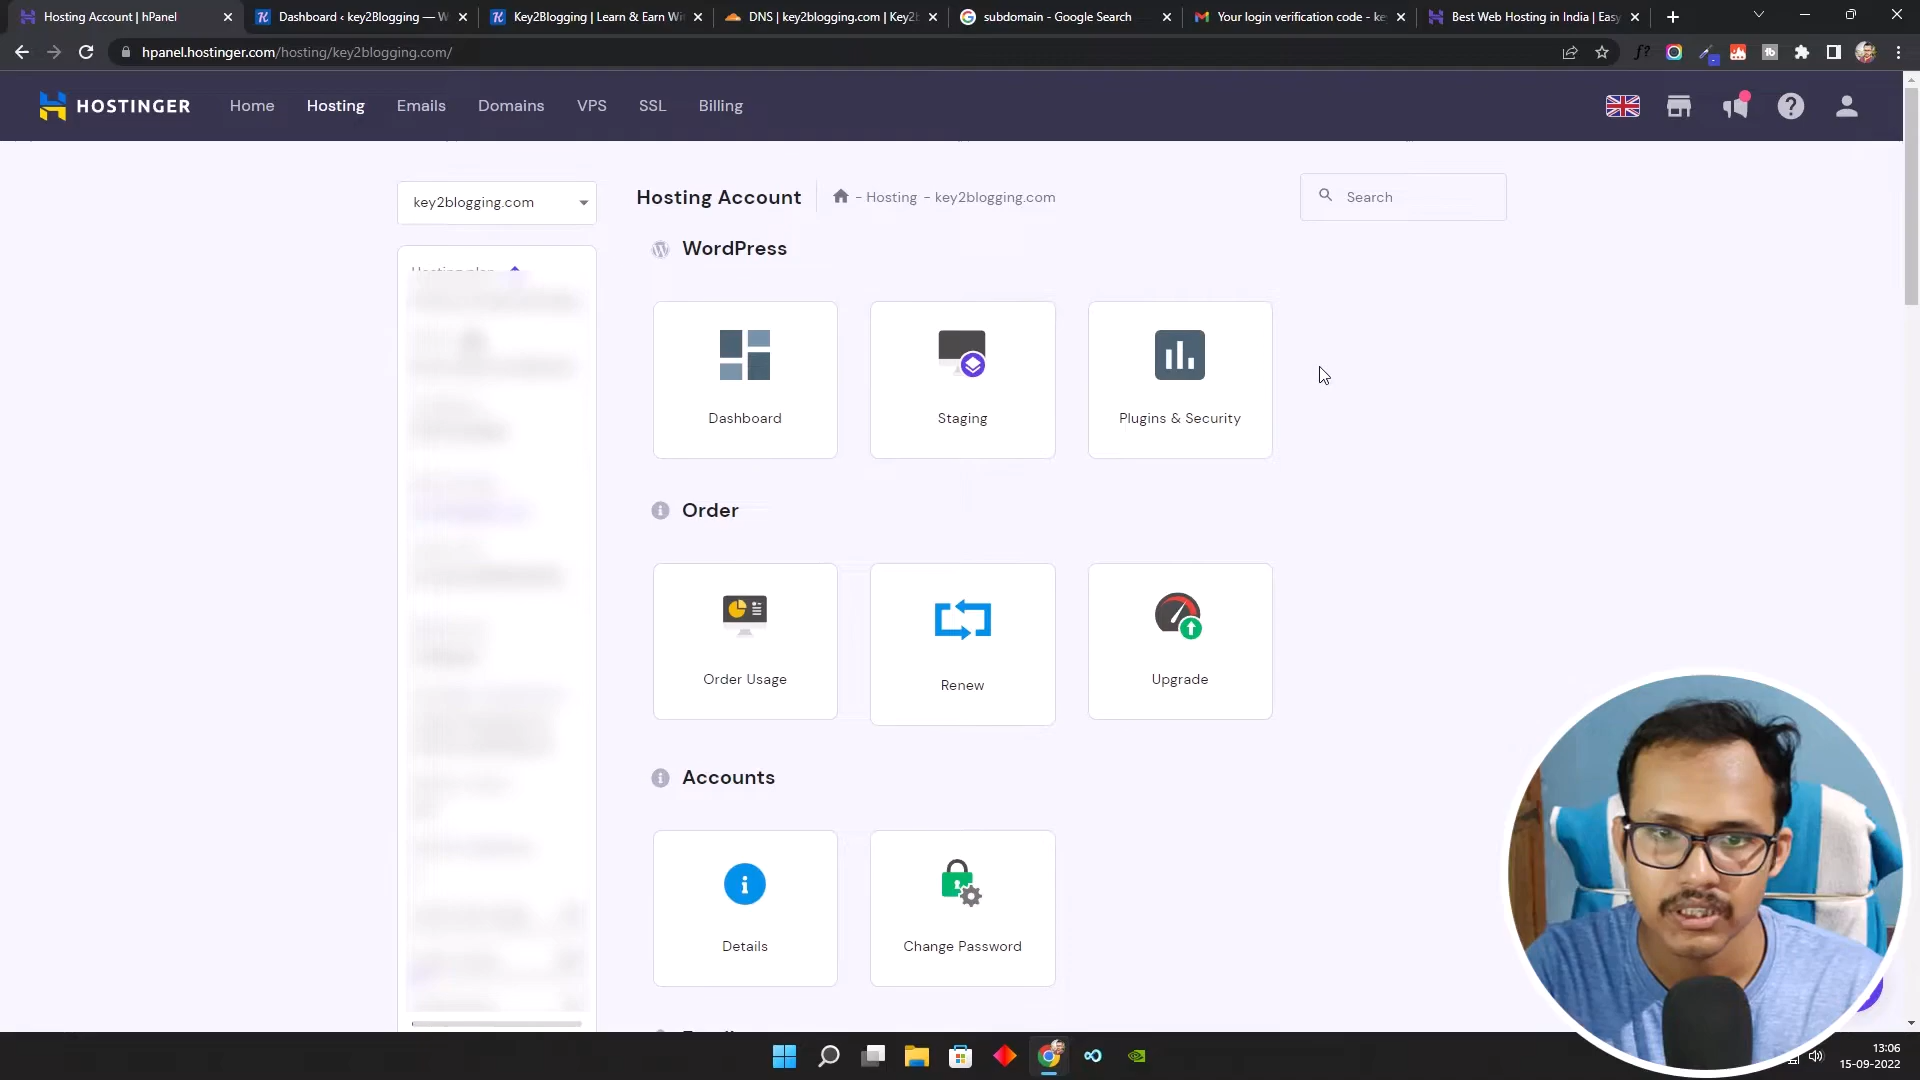 Hosting Account | hPanel
Dashboard ‹ key2Blogging — W
Key2Blogging | Learn & Earn Wi
DNS | key2blogging.com | Key2
subdomain - Google Search
Your login verification code - ke
Best Web Hosting in India | Easy
hpanel.hostinger.com/hosting/key2blogging.com/
HOSTINGER
Home
Hosting
Emails
Domains
VPS
SSL
Billing
key2blogging.com
Hosting Account
- Hosting - key2blogging.com
Search
Hosting plan
WordPress
Dashboard
Staging
Plugins & Security
Order
Order Usage
Renew
Upgrade
Accounts
Details
Change Password
13:06
15-09-2022